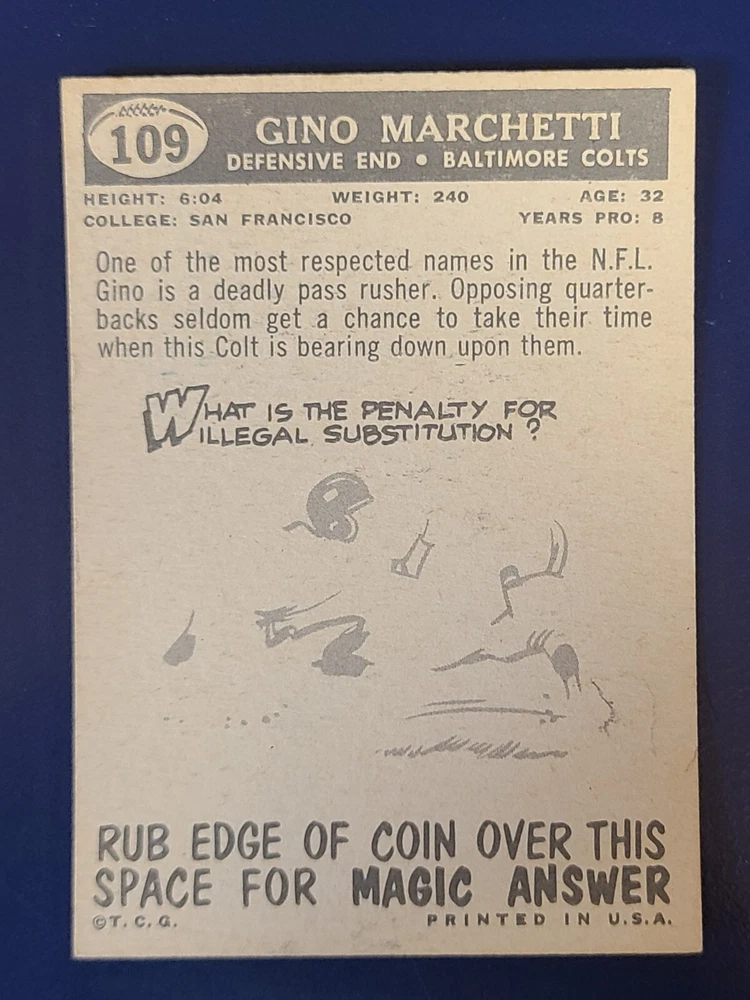 109
GINO MARCHETTI
DEFENSIVE END • BALTIMORE COLTS
HEIGHT: 6:04 WEIGHT: 240 AGE: 32
COLLEGE: SAN FRANCISCO YEARS PRO: 8
One of the most respected names in the N.F.L.
Gino is a deadly pass rusher. Opposing quarter-
backs seldom get a chance to take their time
when this Colt is bearing down upon them.
WHAT IS THE PENALTY FOR
ILLEGAL SUBSTITUTION ?
RUB EDGE OF COIN OVER THIS
SPACE FOR MAGIC ANSWER
©T. C. G. PRINTED IN U.S.A.